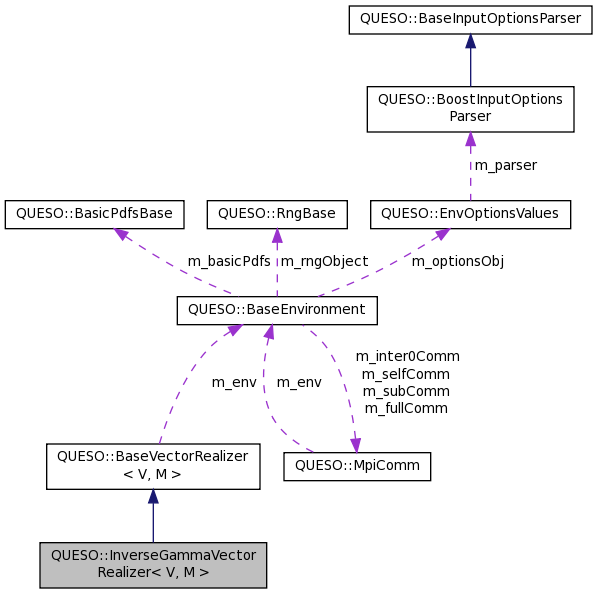 QUESO::BaseInputOptionsParser
QUESO::BoostInputOptions
Parser
m_parser
QUESO::BasicPdfsBase
QUESO::RngBase
QUESO::EnvOptionsValues
m_basicPdfs
m_rngObject
m_optionsObj
QUESO::BaseEnvironment
m_inter0Comm
m_selfComm
m_subComm
m_fullComm
m_env
m_env
QUESO::BaseVectorRealizer
< V, M >
QUESO::MpiComm
QUESO::InverseGammaVector
Realizer< V, M >